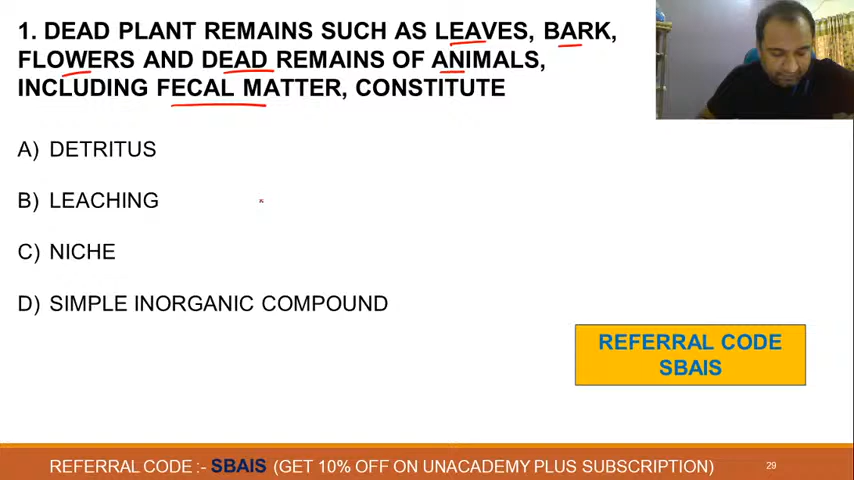 1. DEAD PLANT REMAINS SUCH AS LEAVES, BARK,
FLOWERS AND DEAD REMAINS OF ANIMALS,
INCLUDING FECAL MATTER, CONSTITUTE
A) DETRITUS
B) LEACHING
C) NICHE
D) SIMPLE INORGANIC COMPOUND
REFERRAL CODE
SBAIS
REFERRAL CODE :- SBAIS (GET 10% OFF ON UNACADEMY PLUS SUBSCRIPTION)
29